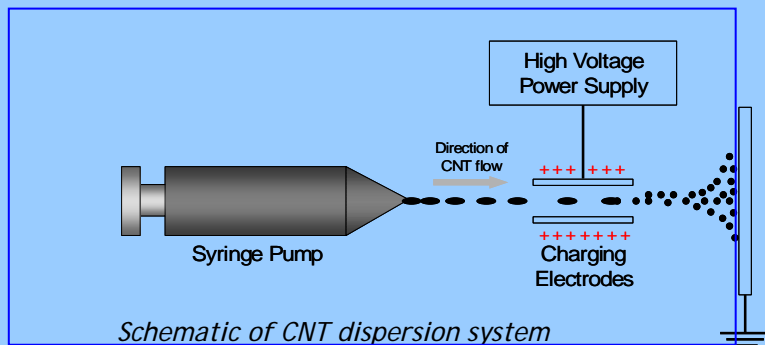 High Voltage
Power Supply
Direction of
CNT flow
+++ +++
Syringe Pump
+++++++
Charging
Electrodes
Schematic of CNT dispersion system